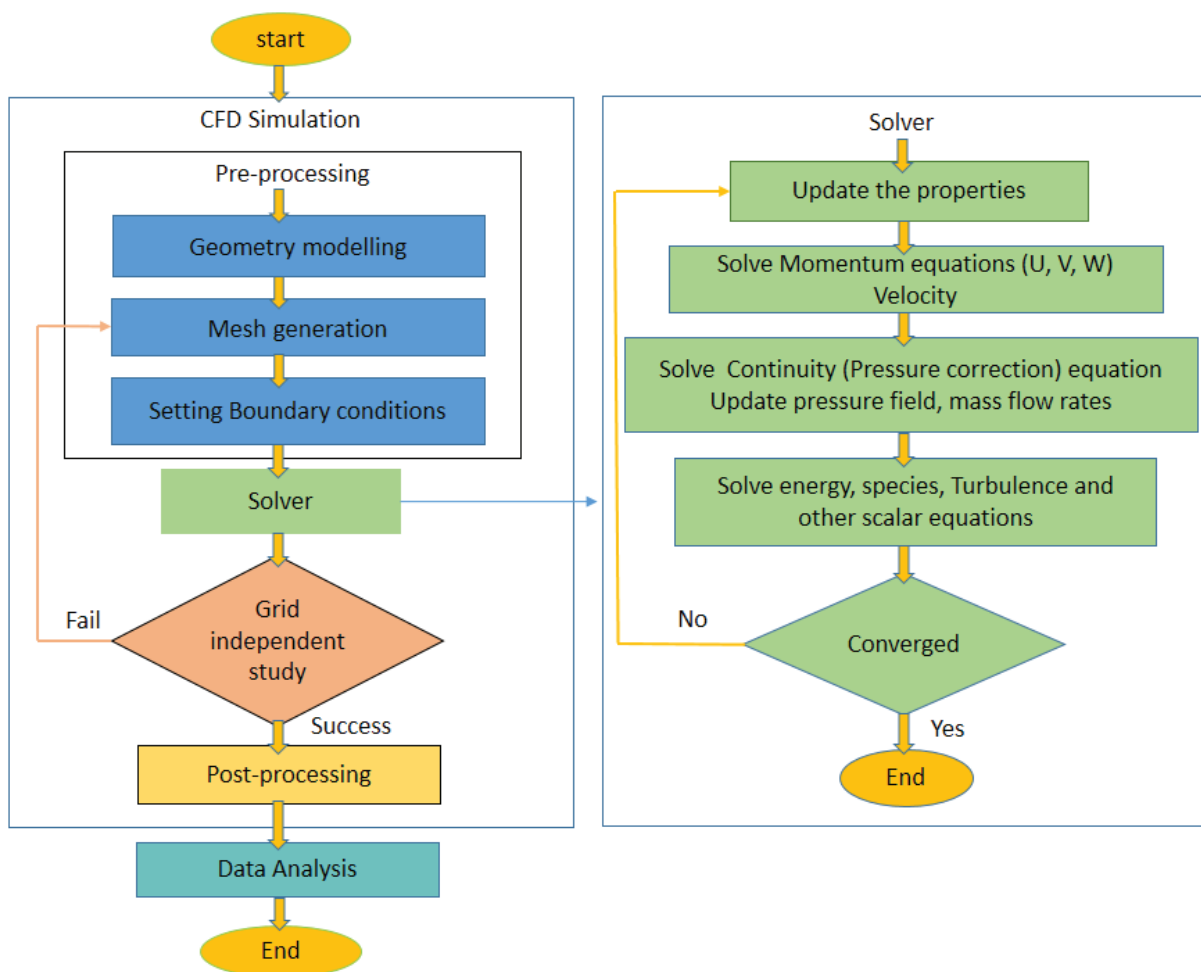 start
CFD Simulation
Pre-processing
Geometry modelling
Mesh generation
Setting Boundary conditions
Solver
Fail
Grid
independent
study
Success
Post-processing
Data Analysis
End
Solver
Update the properties
Solve Momentum equations (U, V, W)
Velocity
Solve Continuity (Pressure correction) equation
Update pressure field, mass flow rates
Solve energy, species, Turbulence and
other scalar equations
No
Converged
Yes
End